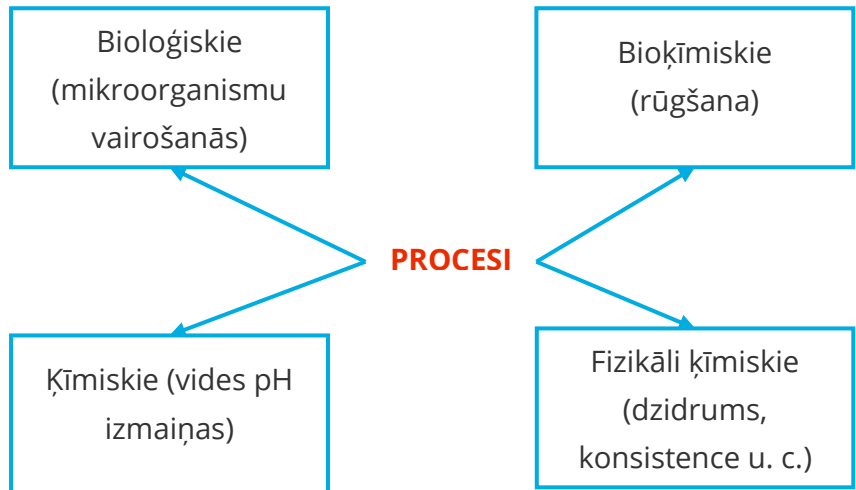 Bioloģiskie
(mikroorganismu
vairošanās)
Bioķīmiskie
(rūgšana)
PROCESI
Ķīmiskie (vides pH
izmaiņas)
Fizikāli ķīmiskie
(dzidrums,
konsistence u. c.)